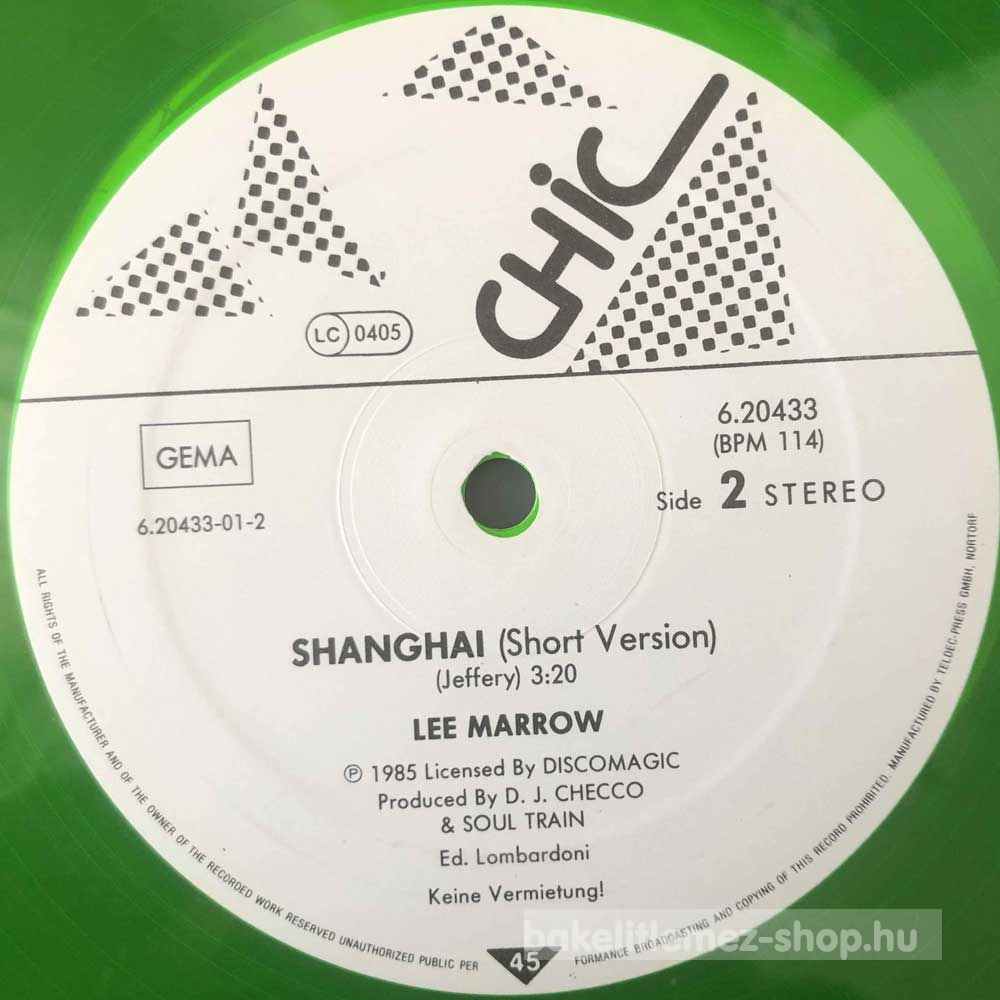 CHIC
LC 0405
GEMA
6.20433-01-2
6.20433
(BPM 114)
Side 2 STEREO
SHANGHAI (Short Version)
(Jeffery) 3:20
LEE MARROW
℗ 1985 Licensed By DISCOMAGIC
Produced By D. J. CHECCO
& SOUL TRAIN
Ed. Lombardoni
Keine Vermietung!
45
ALL RIGHTS OF THE MANUFACTURER AND OF THE OWNER OF THE RECORDED WORK RESERVED UNAUTHORIZED PUBLIC PER FORMANCE BROADCASTING AND COPYING OF THIS RECORD PROHIBITED. MANUFACTURED BY TELDEC-PRESS GMBH, NORTORF
bakelitlemez-shop.hu